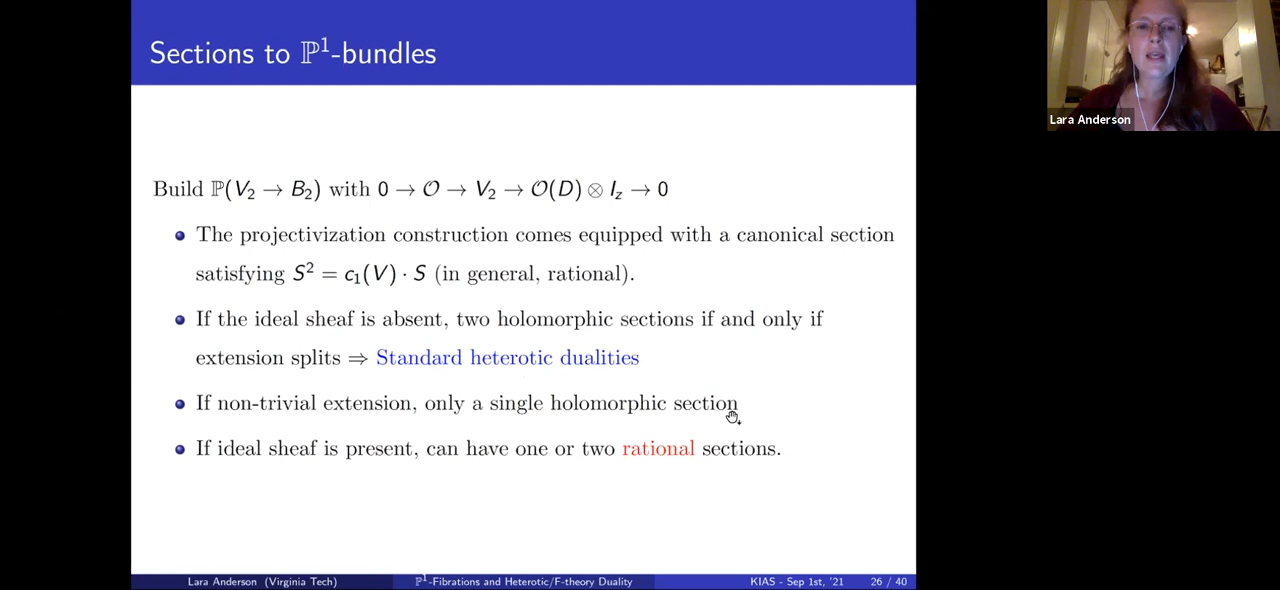 Sections to ℙ¹-bundles
Lara Anderson
Build ℙ(V₂ → B₂) with 0 → 𝒪 → V₂ → 𝒪(D) ⊗ I_z → 0
The projectivization construction comes equipped with a canonical section
satisfying S² = c₁(V) · S (in general, rational).
If the ideal sheaf is absent, two holomorphic sections if and only if
extension splits ⇒ Standard heterotic dualities
If non-trivial extension, only a single holomorphic section
If ideal sheaf is present, can have one or two rational sections.
Lara Anderson (Virginia Tech) ℙ¹-Fibrations and Heterotic/F-theory Duality KIAS - Sep 1st, '21 26 / 40